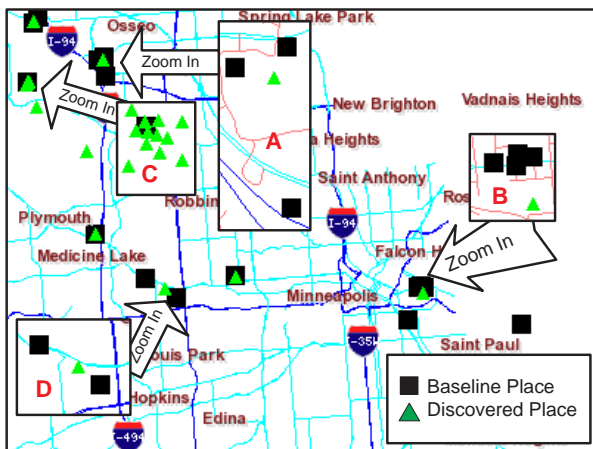 Spring Lake Park
Osseo
I-94
Zoom In
Zoom In
New Brighton
Vadnais Heights
A
a Heights
C
B
Saint Anthony
Ros
Robbin
Plymouth
I-94
Falcon H
Zoom In
Medicine Lake
Minneapolis
Zoom In
D
-35W
Saint Paul
ouis Park
Baseline Place
Hopkins
Edina
Discovered Place
-494